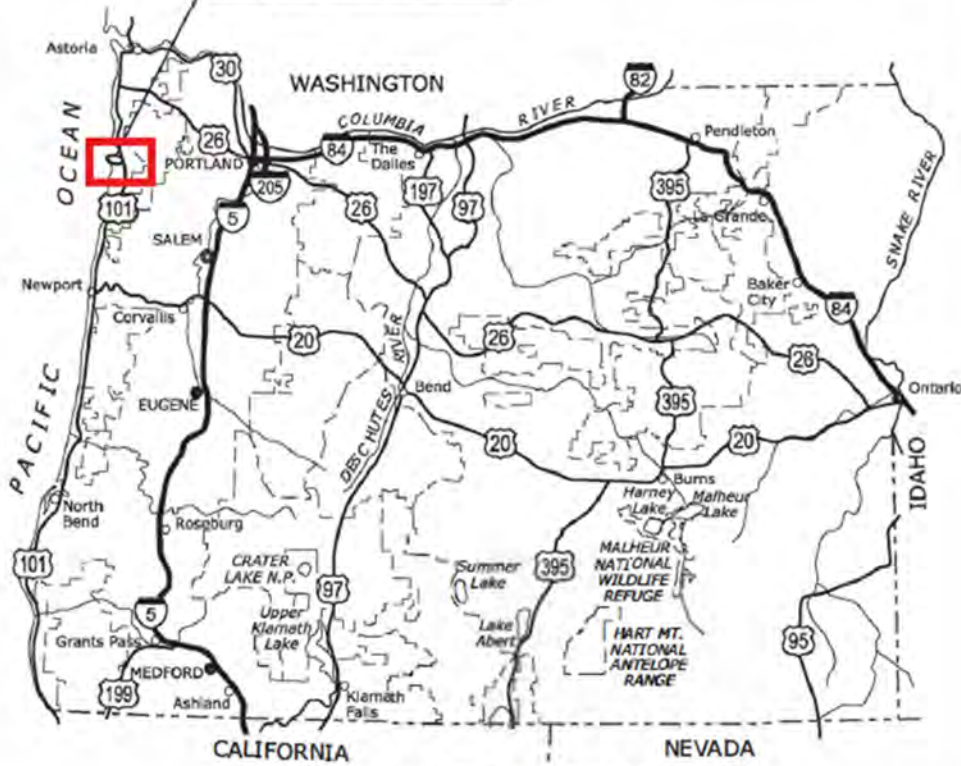 Astoria
30
WASHINGTON
82
OCEAN
26
COLUMBIA
RIVER
Pendleton
PORTLAND
84
The
Dalles
SNAKE RIVER
205
197
97
395
101
5
26
La Grande
SALEM
Newport
Baker
City
Corvallis
84
20
26
26
RIVER
Bend
Ontario
EUGENE
DESCHUTES
395
PACIFIC
20
20
IDAHO
Burns
North
Bend
Harney
Lake
Malheur
Lake
Roseburg
101
CRATER
LAKE N.P.
97
Summer
Lake
395
MALHEUR
NATIONAL
WILDLIFE
REFUGE
5
Upper
Klamath
Lake
Lake
Abert
Grants Pass
HART MT.
NATIONAL
ANTELOPE
RANGE
95
MEDFORD
199
Ashland
Klamath
Falls
CALIFORNIA
NEVADA